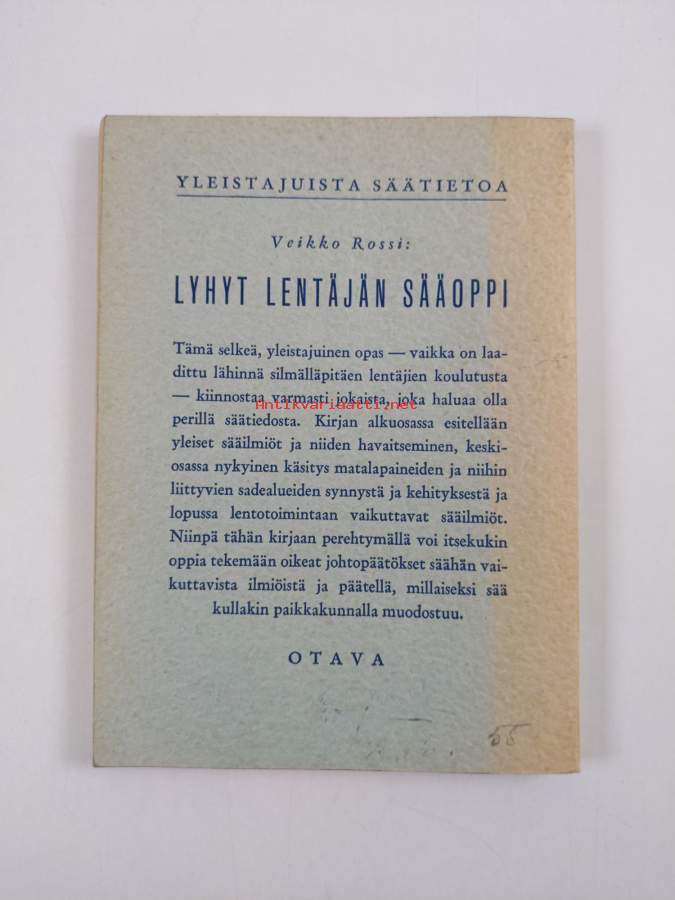 YLEISTAJUISTA SÄÄTIETOA
Veikko Rossi:
LYHYT LENTÄJÄN SÄÄOPPI
Tämä selkeä, yleistajuinen opas — vaikka on laa-
dittu lähinnä silmälläpitäen lentäjien koulutusta
— kiinnostaa varmasti jokaista, joka haluaa olla
Antikvariaatti.net
perillä säätiedosta. Kirjan alkuosassa esitellään
yleiset sääilmiöt ja niiden havaitseminen, keski-
osassa nykyinen käsitys matalapaineiden ja niihin
liittyvien sadealueiden synnystä ja kehityksestä ja
lopussa lentotoimintaan vaikuttavat sääilmiöt.
Niinpä tähän kirjaan perehtymällä voi itsekukin
oppia tekemään oikeat johtopäätökset säähän vai-
kuttavista ilmiöistä ja päätellä, millaiseksi sää
kullakin paikkakunnalla muodostuu.
OTAVA